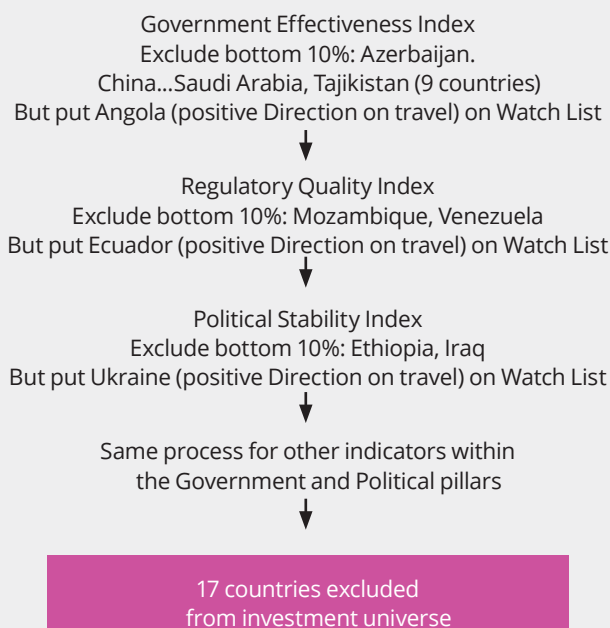 Government Effectiveness Index
Exclude bottom 10%: Azerbaijan.
China...Saudi Arabia, Tajikistan (9 countries)
But put Angola (positive Direction on travel) on Watch List
Regulatory Quality Index
Exclude bottom 10%: Mozambique, Venezuela
But put Ecuador (positive Direction on travel) on Watch List
Political Stability Index
Exclude bottom 10%: Ethiopia, Iraq
But put Ukraine (positive Direction on travel) on Watch List
Same process for other indicators within
the Government and Political pillars
17 countries excluded
from investment universe